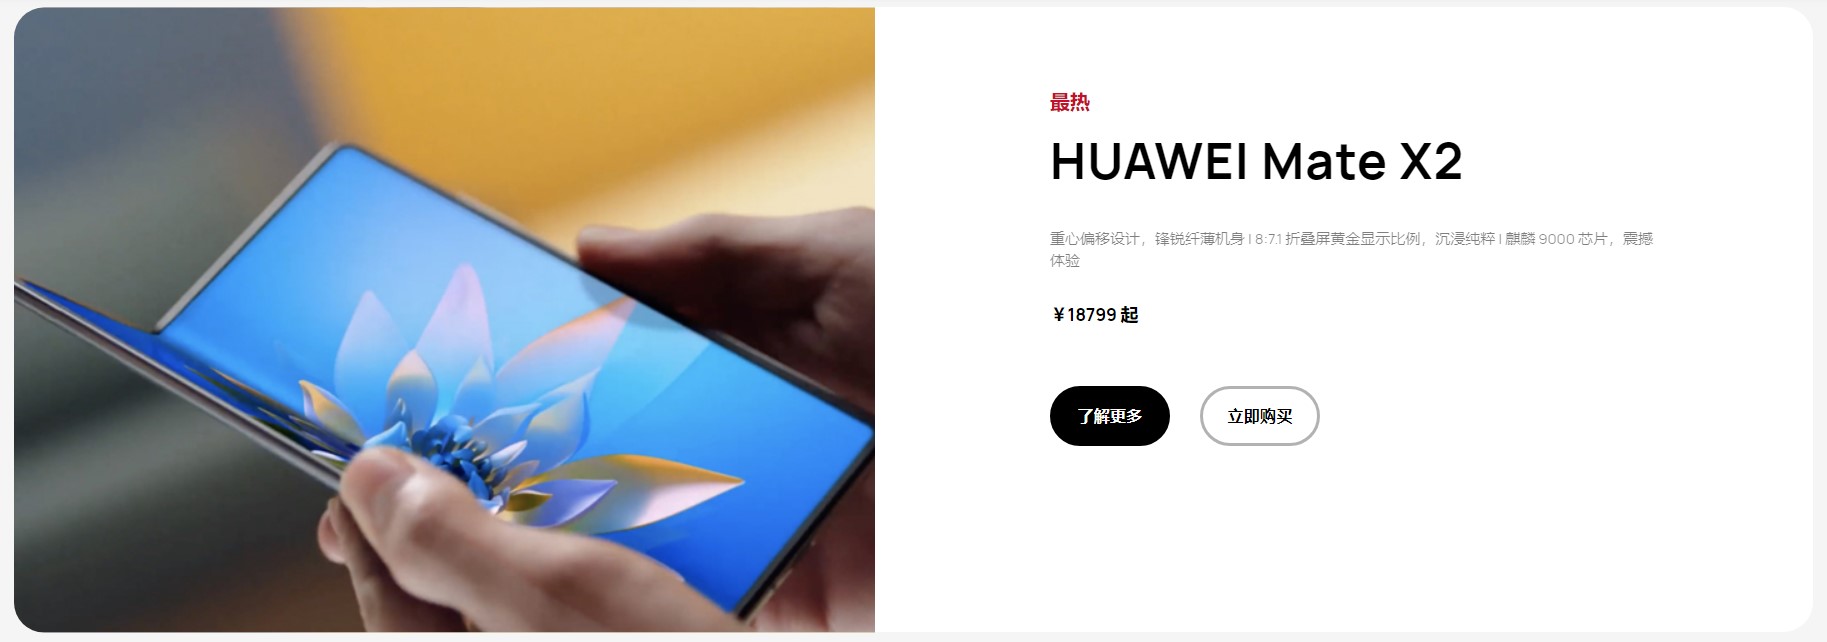 最热
HUAWEI Mate X2
重心偏移设计，锋锐纤薄机身 I 8:7.1 折叠屏黄金显示比例，沉浸纯粹 I 麒麟 9000 芯片，震撼
体验
￥18799 起
了解更多
立即购买